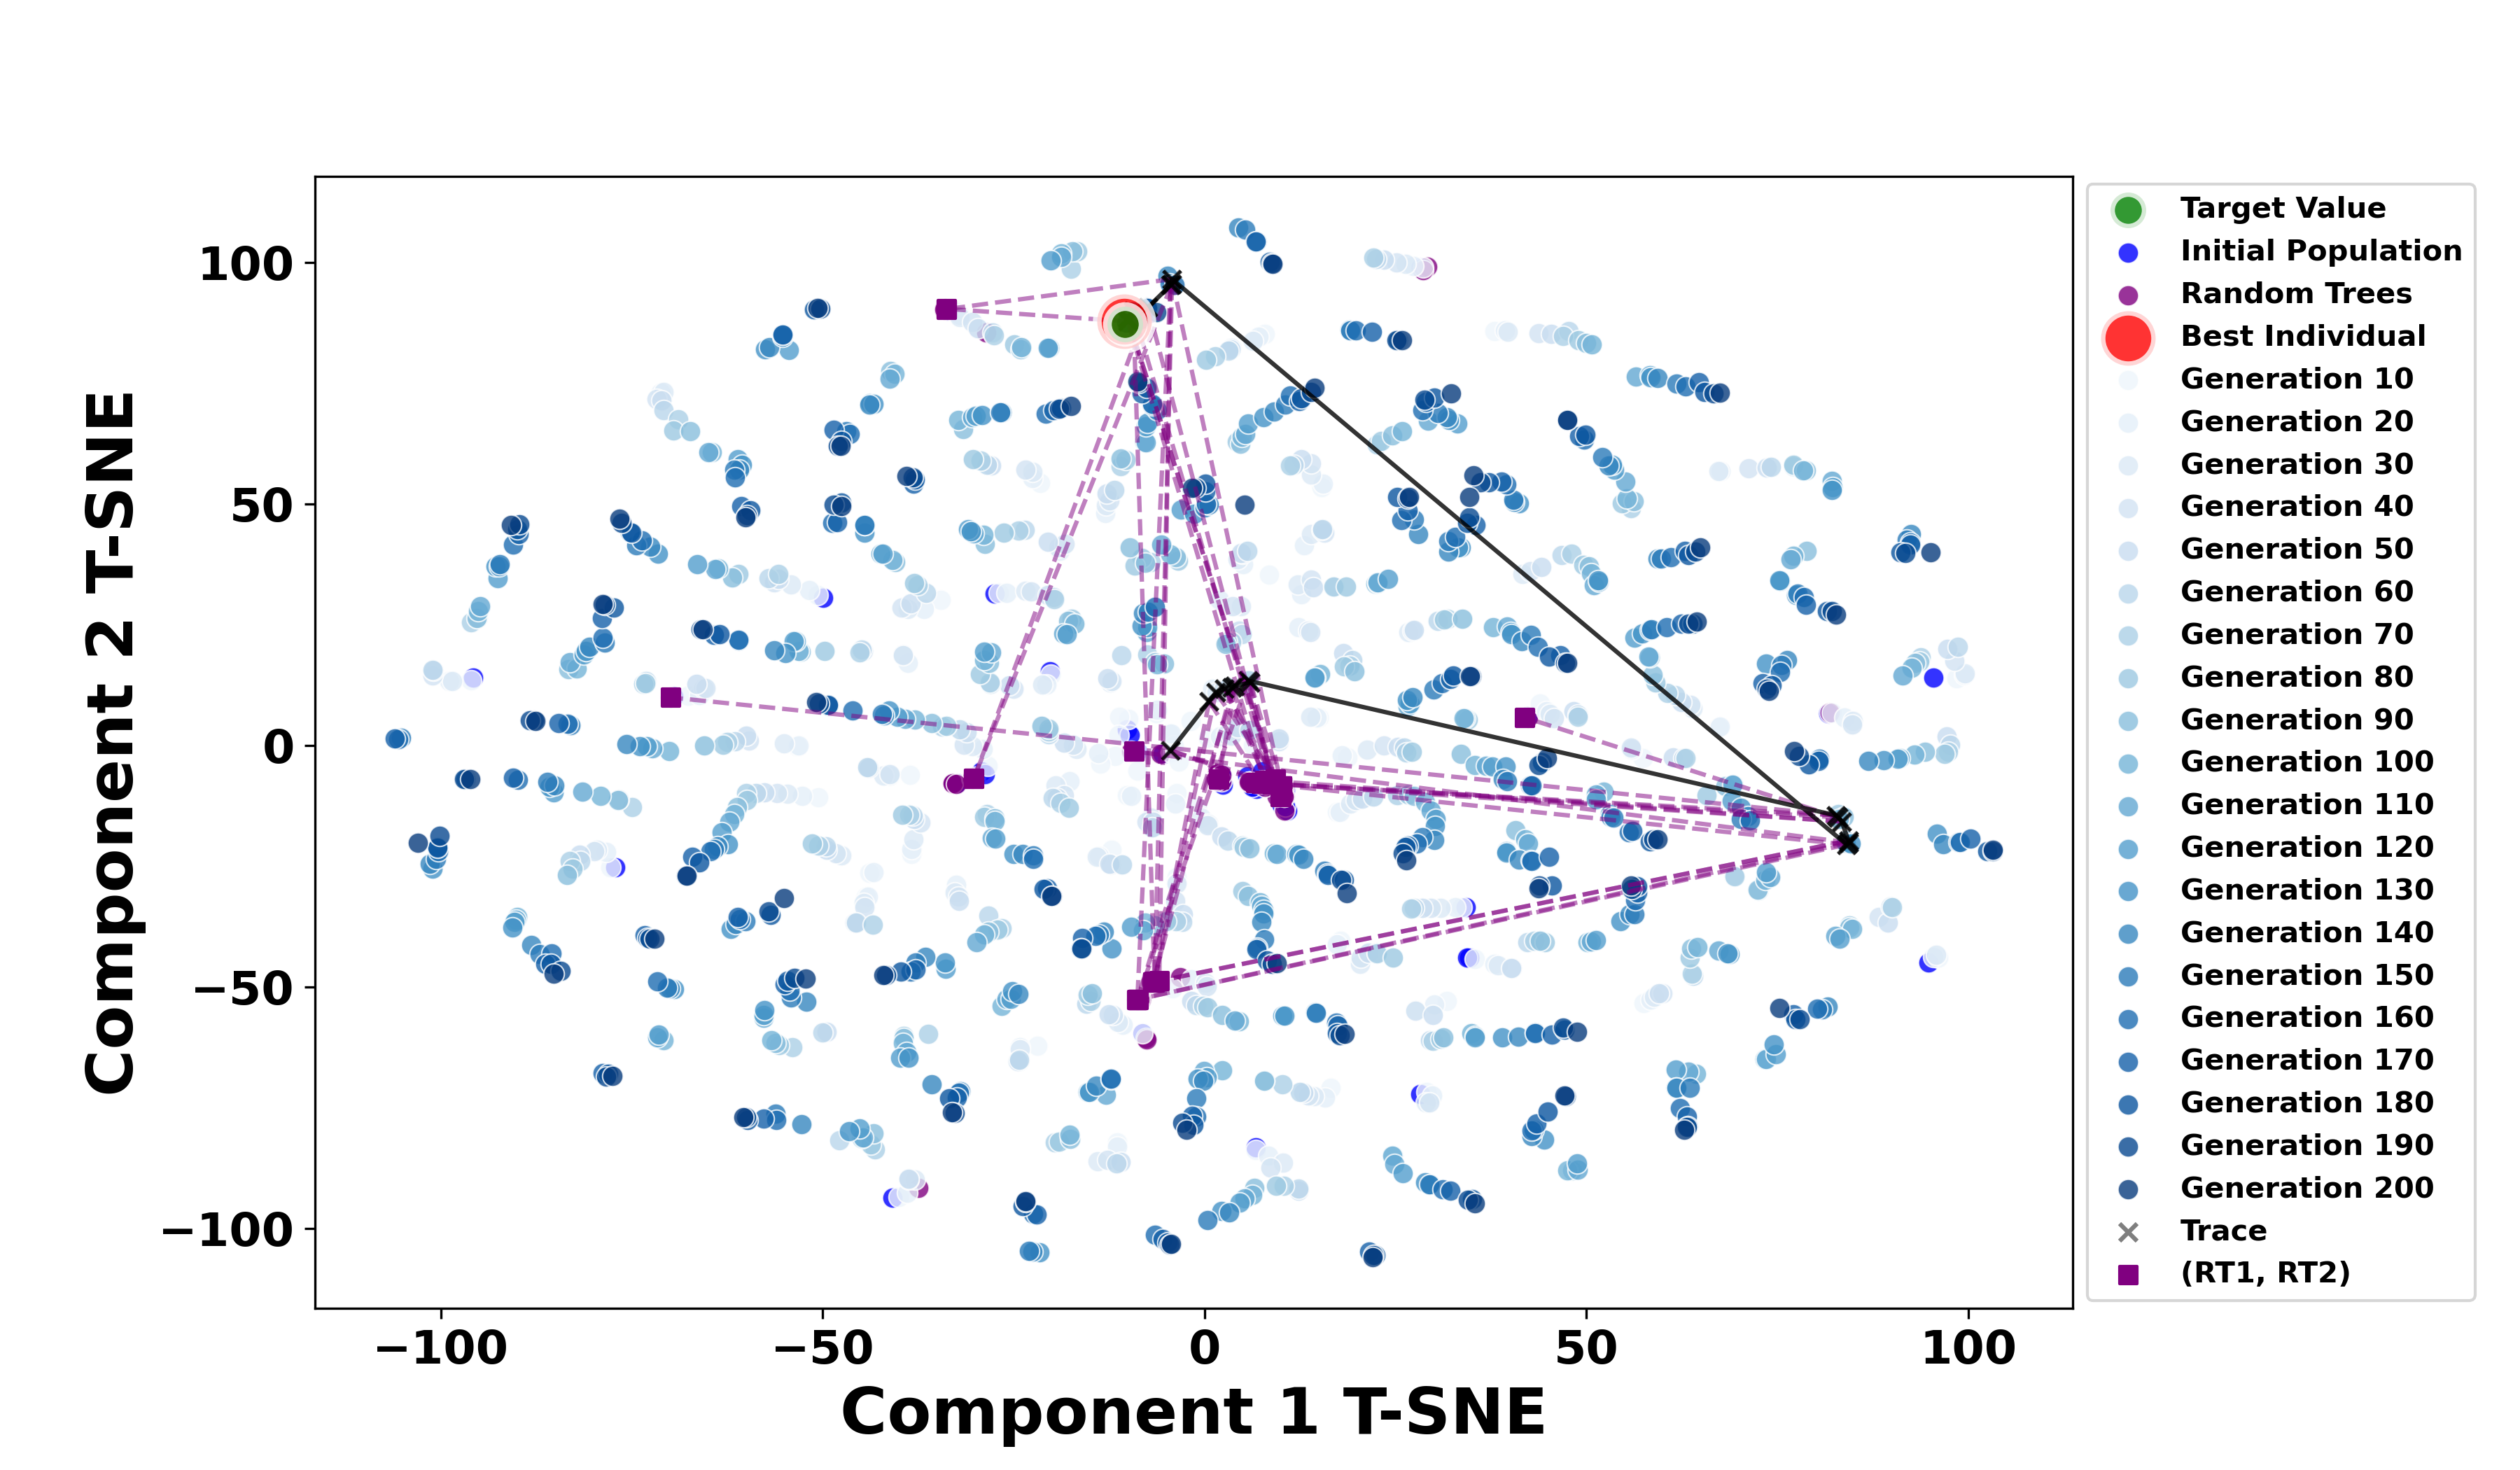 Component 2 T-SNE
100
50
0
−50
−100
−100
−50
0
50
100
Component 1 T-SNE
Target Value
Initial Population
Random Trees
Best Individual
Generation 10
Generation 20
Generation 30
Generation 40
Generation 50
Generation 60
Generation 70
Generation 80
Generation 90
Generation 100
Generation 110
Generation 120
Generation 130
Generation 140
Generation 150
Generation 160
Generation 170
Generation 180
Generation 190
Generation 200
Trace
(RT1, RT2)